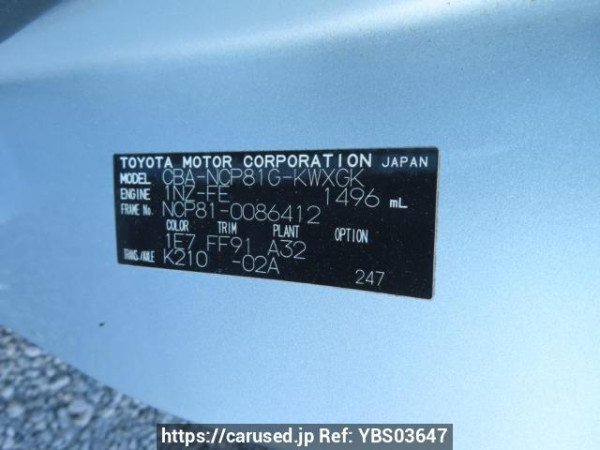 TOYOTA MOTOR CORPORATION JAPAN
MODEL CBA-NCP81G-KWXGK
ENGINE 1NZ-FE 1496 mL
FRAME No. NCP81-0086412
COLOR TRIM PLANT OPTION
1E7 FF91 A32
TRANS./AXLE K210 -02A
247
https://carused.jp Ref: YBS03647